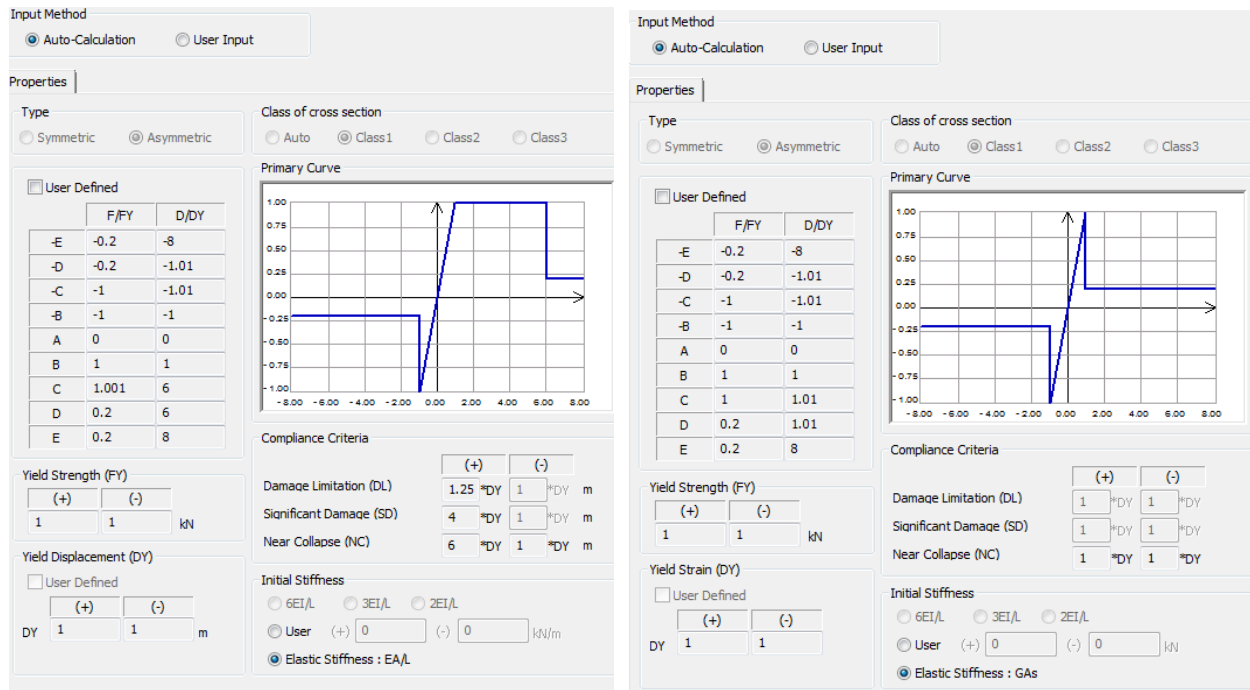 Input Method
Auto-Calculation User Input
Properties
Type
Symmetric Asymmetric
Class of cross section
Auto Class1 Class2 Class3
User Defined
F/FY D/DY
-E -0.2 -8
-D -0.2 -1.01
-C -1 -1.01
-B -1 -1
A 0 0
B 1 1
C 1.001 6
D 0.2 6
E 0.2 8
Primary Curve
1.00
0.75
0.50
0.25
0.00
-0.25
-0.50
-0.75
-1.00
-8.00 -6.00 -4.00 -2.00 0.00 2.00 4.00 6.00 8.00
Yield Strength (FY)
(+) (-)
1 1 kN
Yield Displacement (DY)
User Defined
(+) (-)
DY 1 1 m
Compliance Criteria
(+) (-)
Damage Limitation (DL) 1.25 *DY 1 *DY m
Significant Damage (SD) 4 *DY 1 *DY m
Near Collapse (NC) 6 *DY 1 *DY m
Initial Stiffness
6EI/L 3EI/L 2EI/L
User (+) 0 (-) 0 kN/m
Elastic Stiffness : EA/L
Input Method
Auto-Calculation User Input
Properties
Type
Symmetric Asymmetric
Class of cross section
Auto Class1 Class2 Class3
User Defined
F/FY D/DY
-E -0.2 -8
-D -0.2 -1.01
-C -1 -1.01
-B -1 -1
A 0 0
B 1 1
C 1 1.01
D 0.2 1.01
E 0.2 8
Primary Curve
1.00
0.75
0.50
0.25
0.00
-0.25
-0.50
-0.75
-1.00
-8.00 -6.00 -4.00 -2.00 0.00 2.00 4.00 6.00 8.00
Yield Strength (FY)
(+) (-)
1 1 kN
Yield Strain (DY)
User Defined
(+) (-)
DY 1 1
Compliance Criteria
(+) (-)
Damage Limitation (DL) 1 *DY 1 *DY
Significant Damage (SD) 1 *DY 1 *DY
Near Collapse (NC) 1 *DY 1 *DY
Initial Stiffness
6EI/L 3EI/L 2EI/L
User (+) 0 (-) 0 kN
Elastic Stiffness : GAs